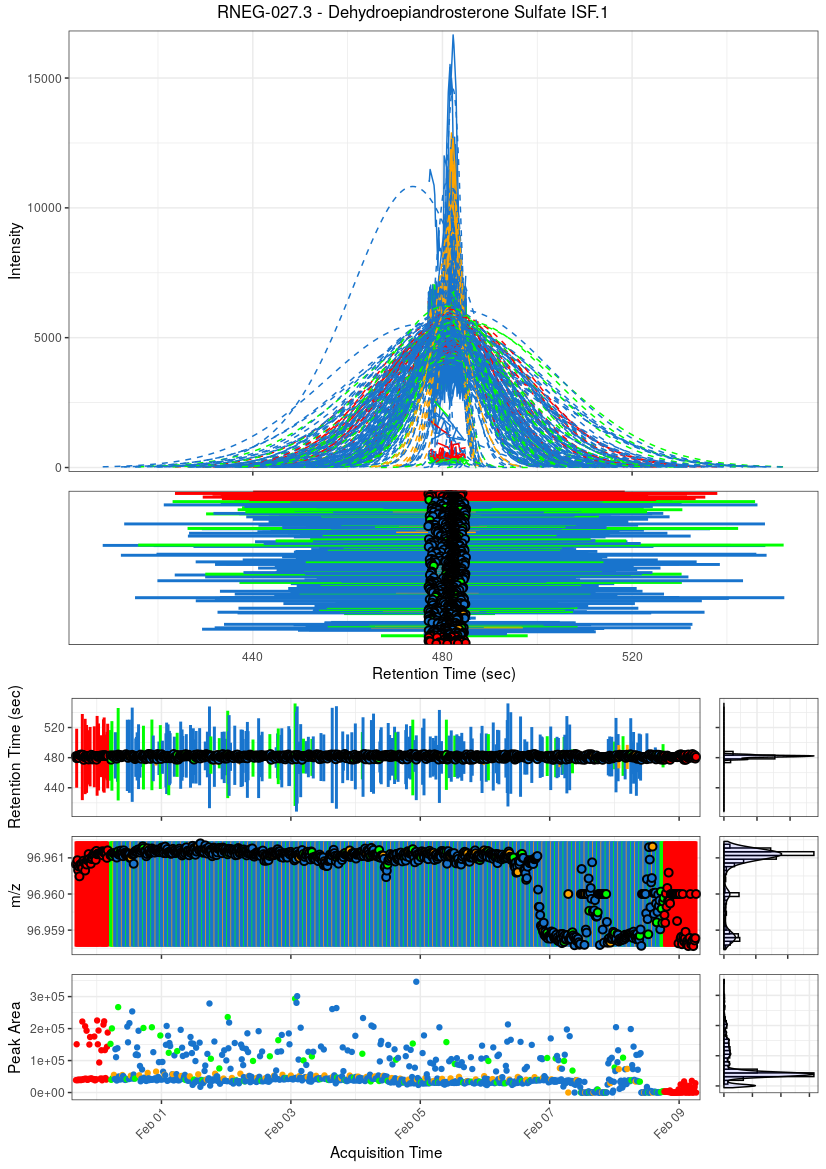 RNEG-027.3 - Dehydroepiandrosterone Sulfate ISF.1
15000
10000
5000
0
Intensity
440
480
520
Retention Time (sec)
520
480
440
Retention Time (sec)
96.961
96.960
96.959
m/z
3e+05
2e+05
1e+05
0e+00
Peak Area
Feb 01
Feb 03
Feb 05
Feb 07
Feb 09
Acquisition Time